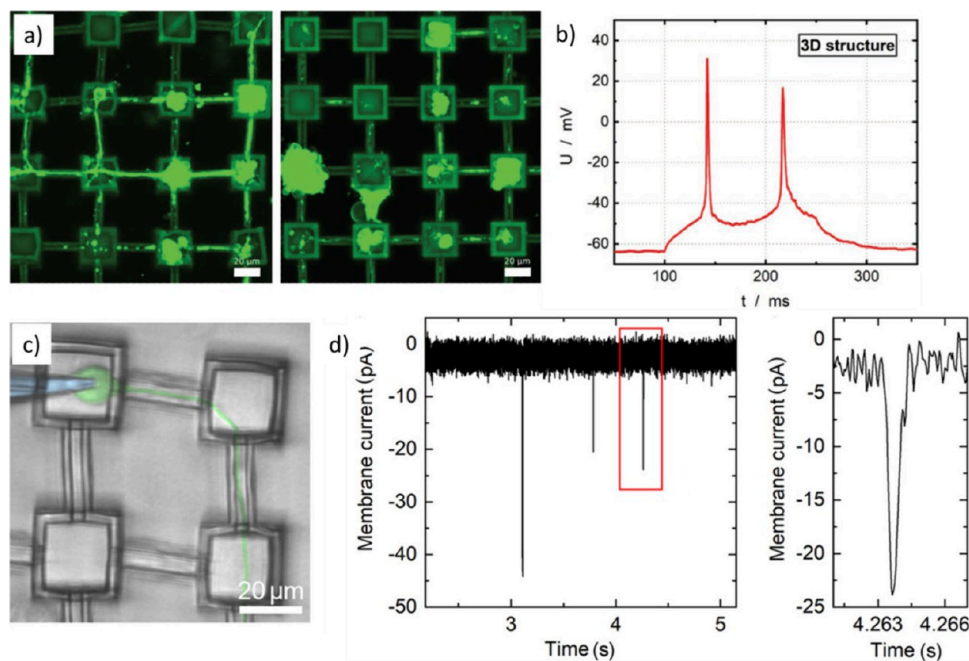 a)
20 µm
20 µm
b)
3D structure
U / mV
40
20
0
-20
-40
-60
100
200
300
t / ms
c)
20 µm
d)
Membrane current (pA)
0
-10
-20
-30
-40
-50
3
4
5
Time (s)
Membrane current (pA)
0
-5
-10
-15
-20
-25
4.263
4.266
Time (s)